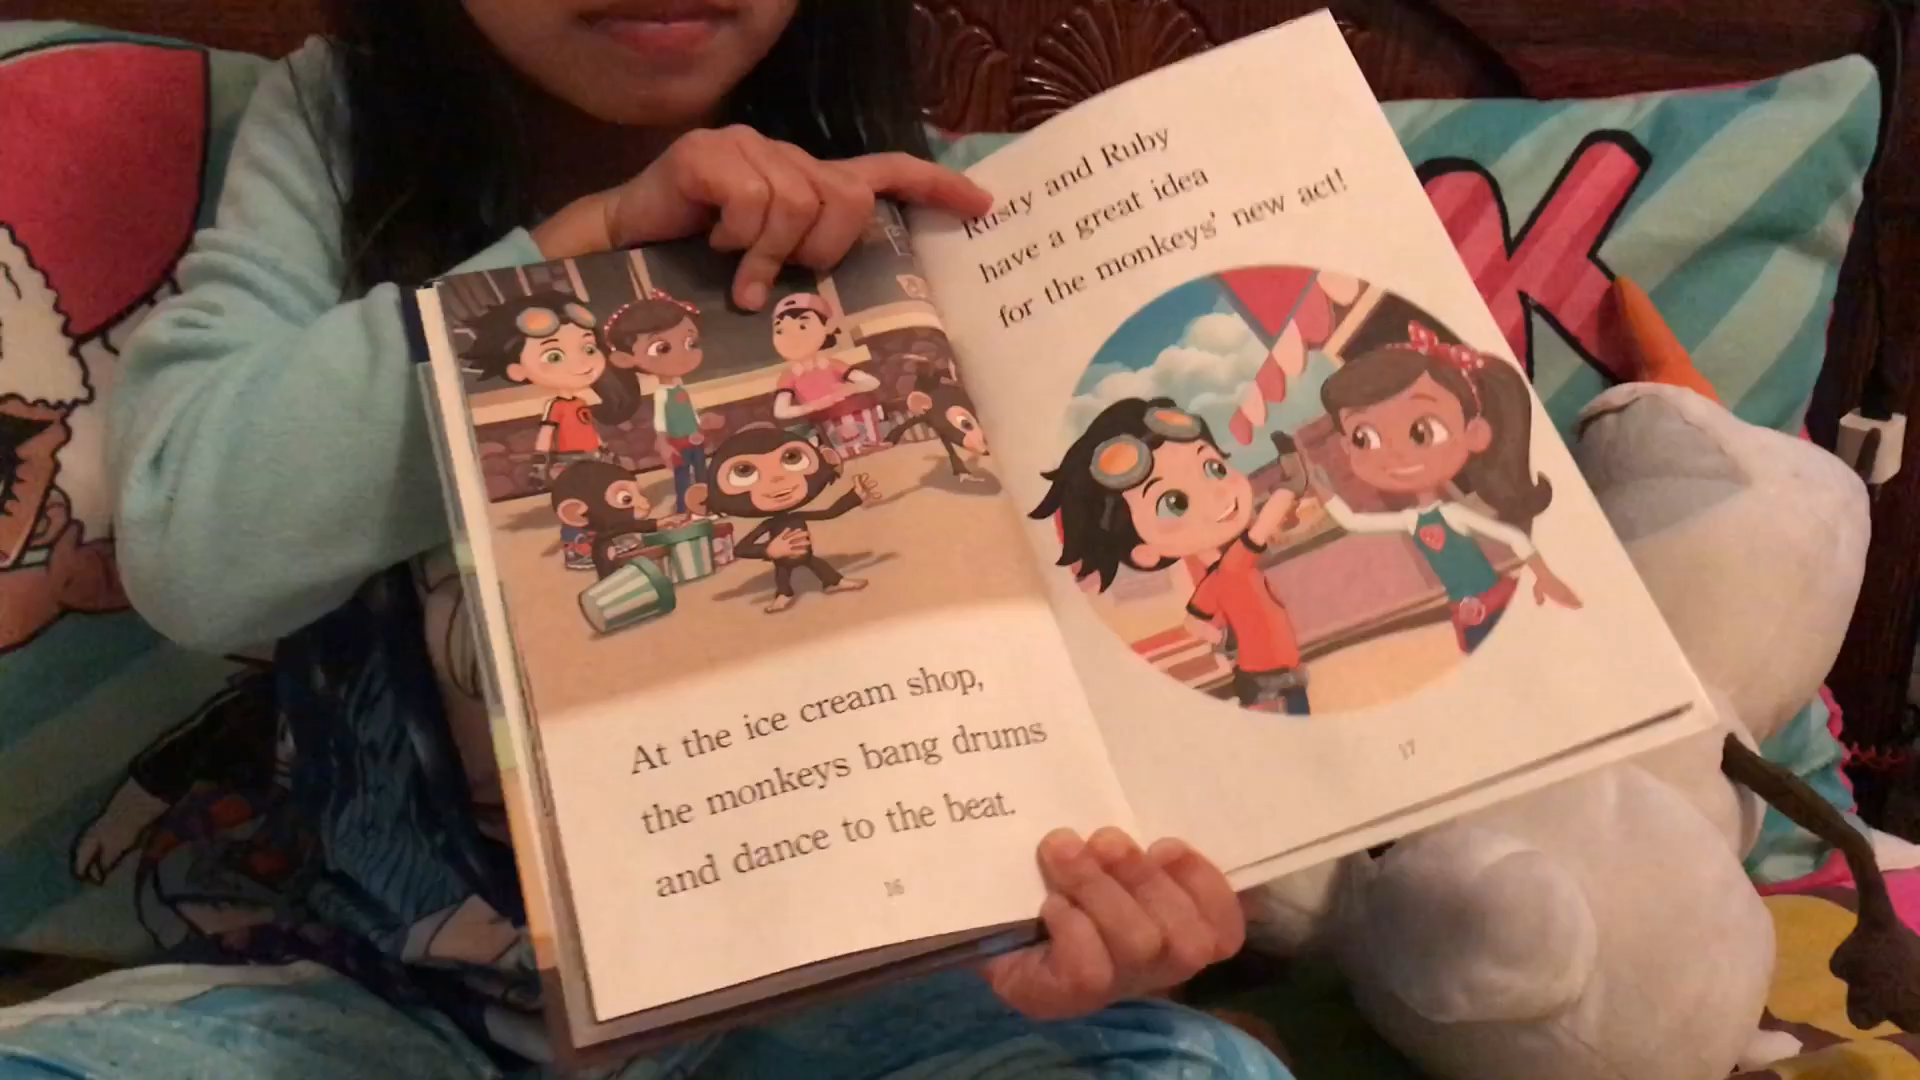 At the ice cream shop,
the monkeys bang drums
and dance to the beat.
16
Rusty and Ruby
have a great idea
for the monkeys' new act!
17
K